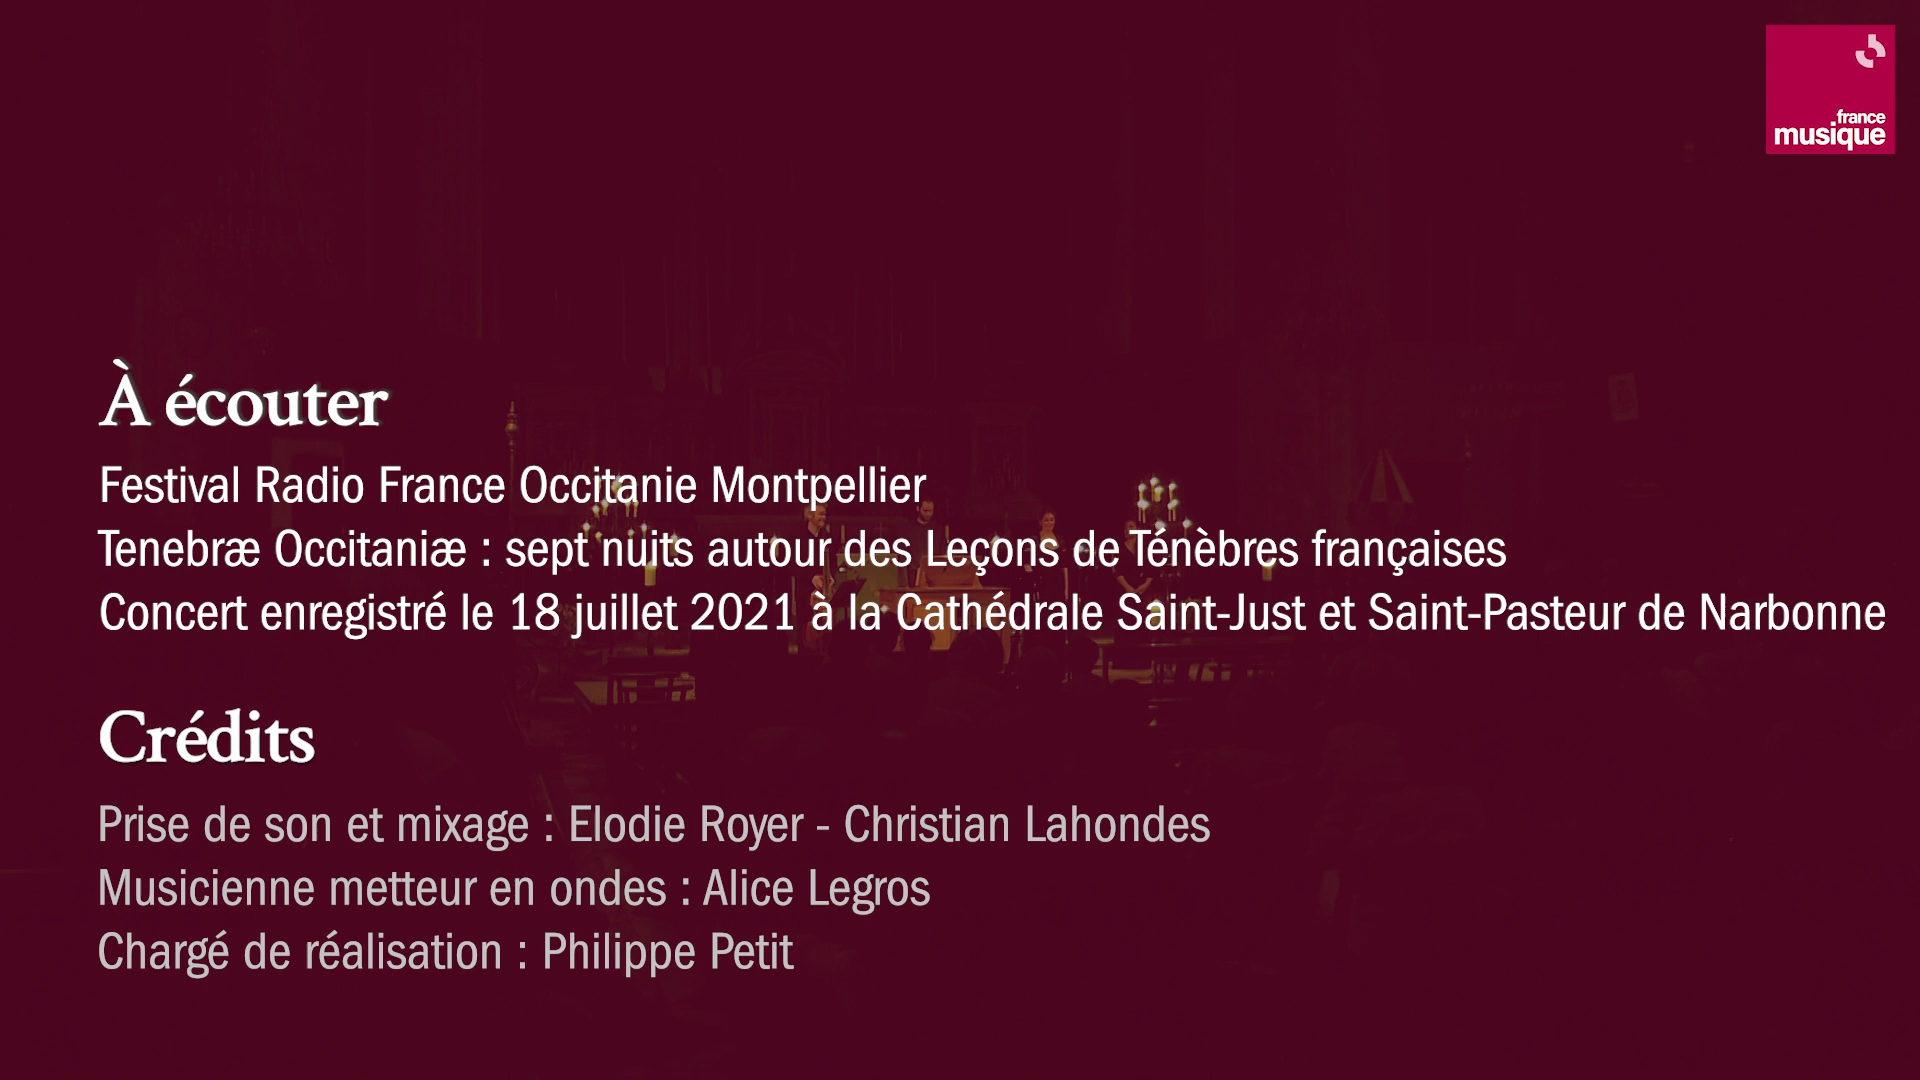 france
musique
À écouter
Festival Radio France Occitanie Montpellier
Tenebræ Occitaniæ : sept nuits autour des Leçons de Ténèbres françaises
Concert enregistré le 18 juillet 2021 à la Cathédrale Saint-Just et Saint-Pasteur de Narbonne
Crédits
Prise de son et mixage : Elodie Royer - Christian Lahondes
Musicienne metteur en ondes : Alice Legros
Chargé de réalisation : Philippe Petit